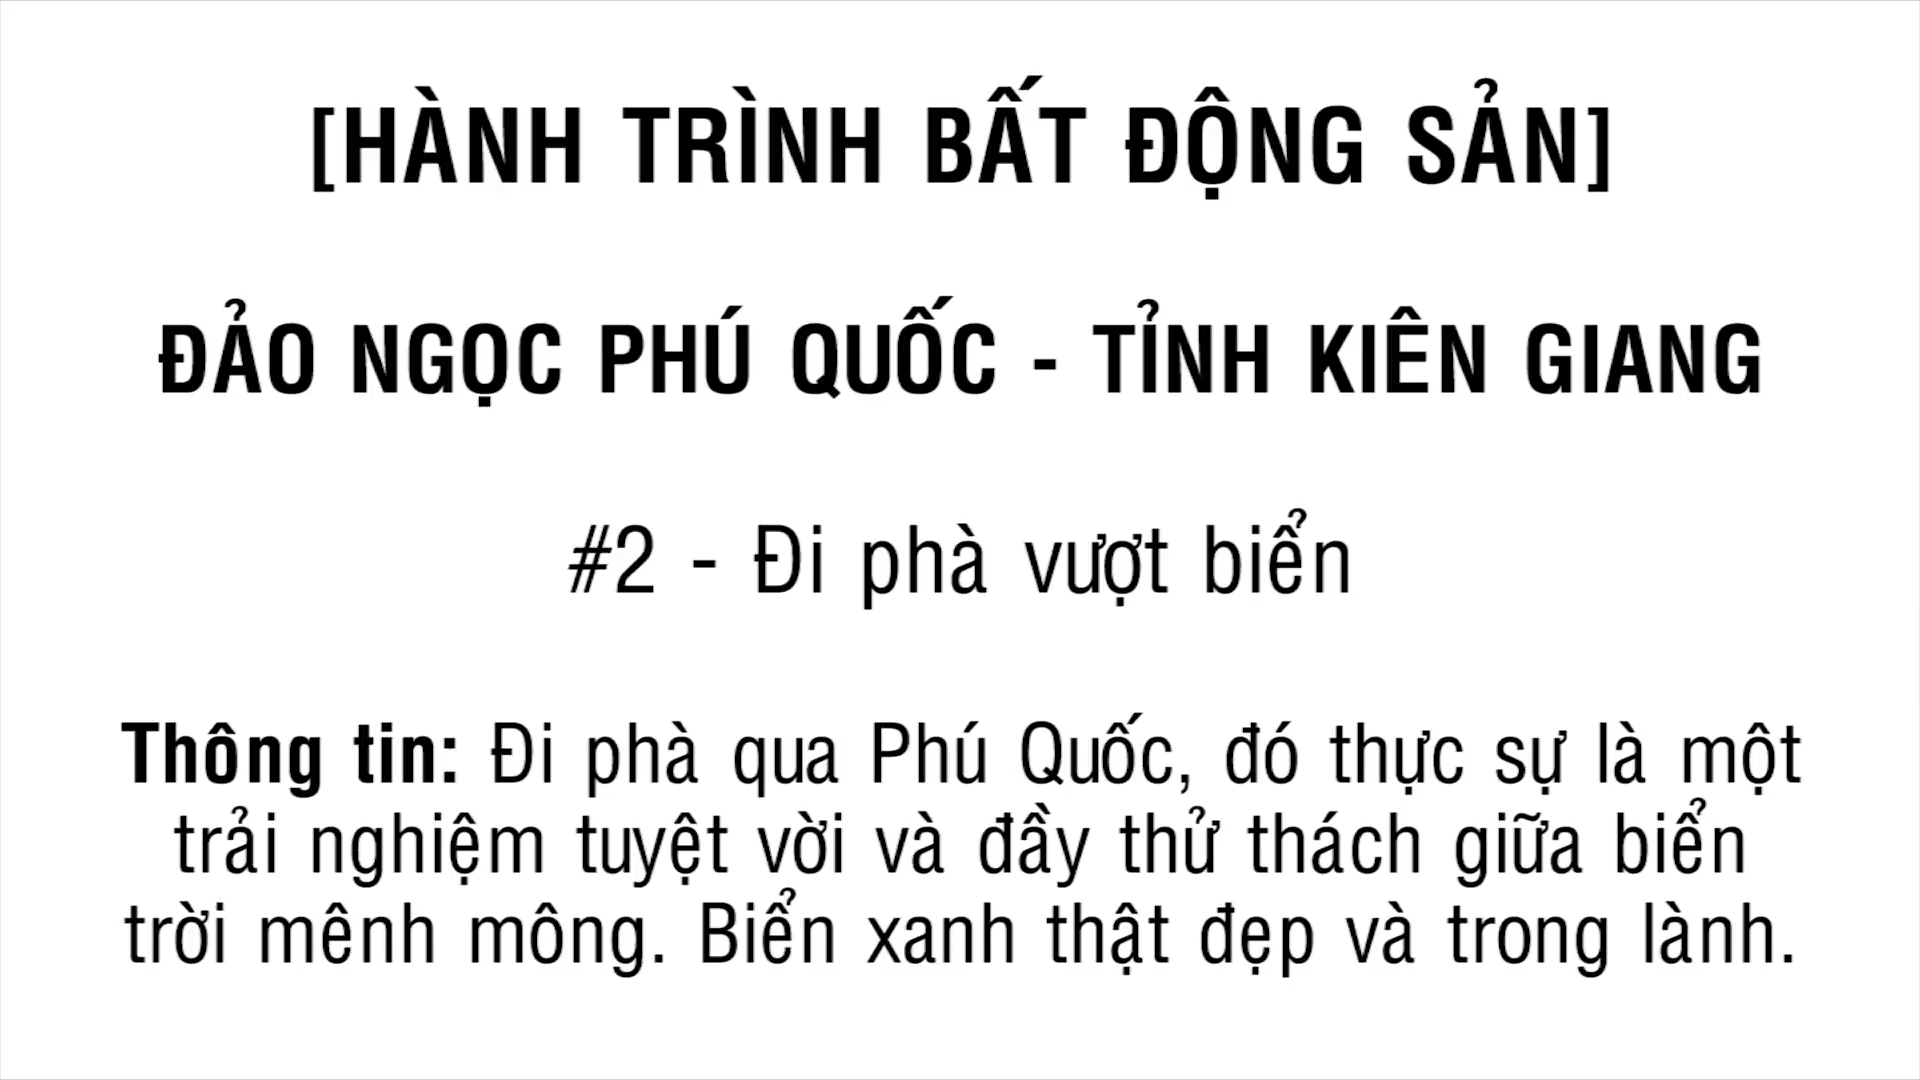 [HÀNH TRÌNH BẤT ĐỘNG SẢN]
ĐẢO NGỌC PHÚ QUỐC - TỈNH KIÊN GIANG
#2 - Đi phà vượt biển
Thông tin: Đi phà qua Phú Quốc, đó thực sự là một
trải nghiệm tuyệt vời và đầy thử thách giữa biển
trời mênh mông. Biển xanh thật đẹp và trong lành.